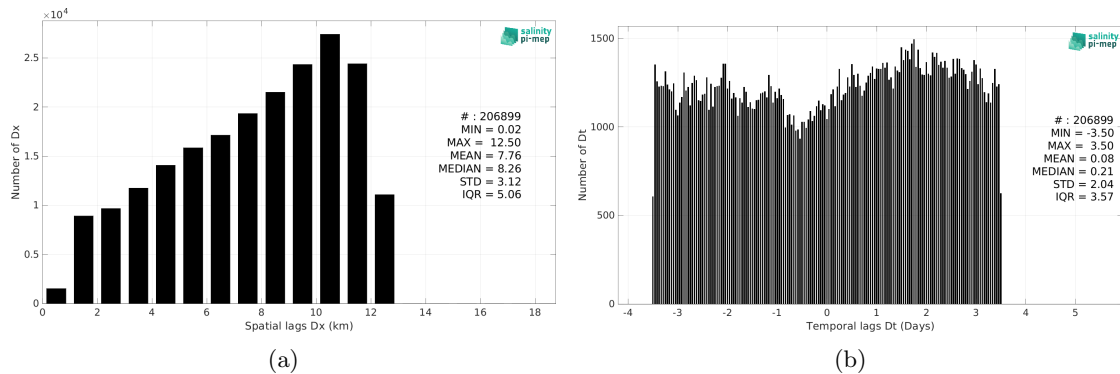 ×10⁴
2.5
2
1.5
1
0.5
0
Number of Dx
0 2 4 6 8 10 12 14 16 18
Spatial lags Dx (km)
salinity
pi-mep
# : 206899
MIN = 0.02
MAX = 12.50
MEAN = 7.76
MEDIAN = 8.26
STD = 3.12
IQR = 5.06
(a)
1500
1000
500
0
Number of Dt
-4 -3 -2 -1 0 1 2 3 4 5
Temporal lags Dt (Days)
salinity
pi-mep
# : 206899
MIN = -3.50
MAX = 3.50
MEAN = 0.08
MEDIAN = 0.21
STD = 2.04
IQR = 3.57
(b)